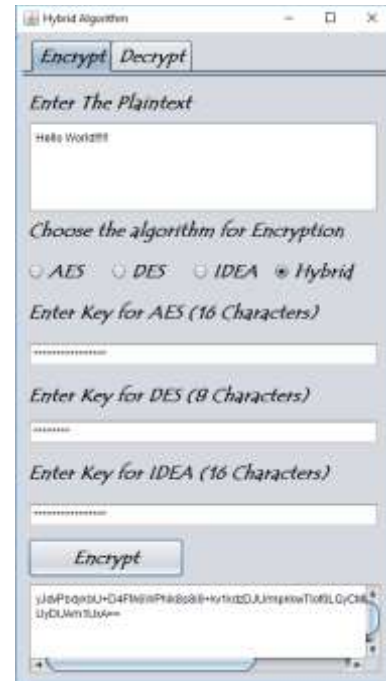 Hybrid Algorithm
Encrypt Decrypt
Enter The Plaintext
Hello World!!!!
Choose the algorithm for Encryption
AES DES IDEA Hybrid
Enter Key for AES (16 Characters)
Enter Key for DES (8 Characters)
Enter Key for IDEA (16 Characters)
Encrypt